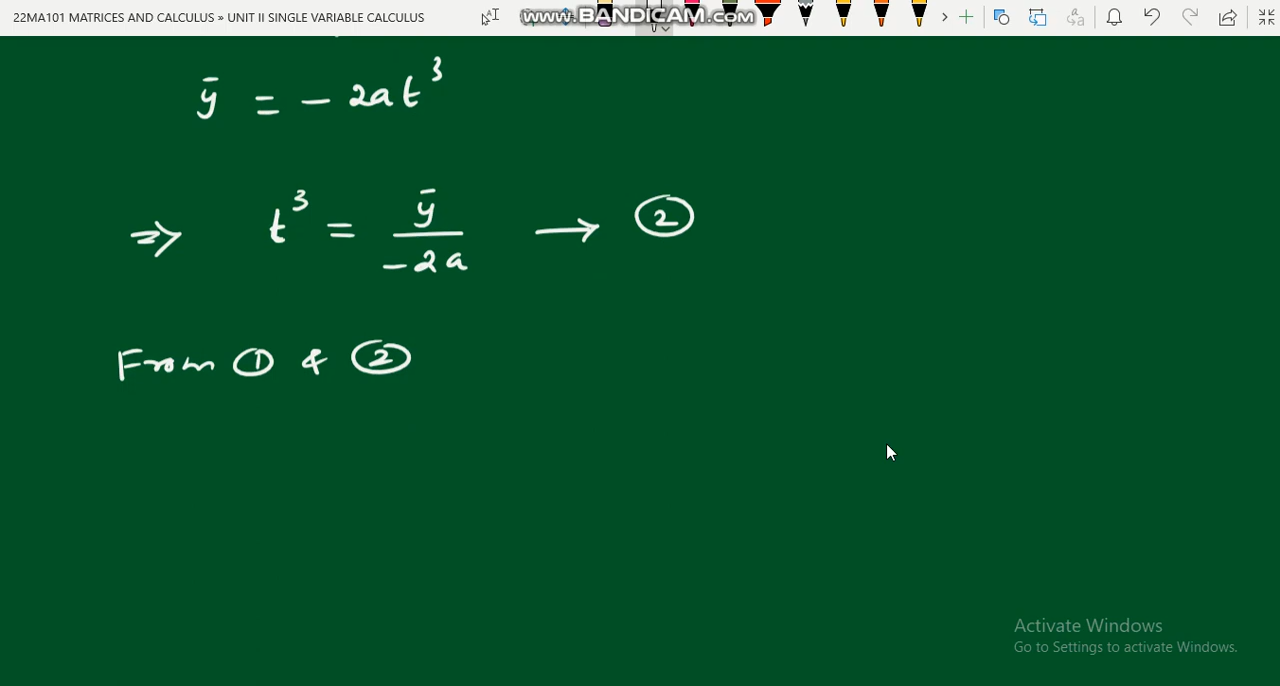 22MA101 MATRICES AND CALCULUS » UNIT II SINGLE VARIABLE CALCULUS
www.BANDICAM.com
ȳ = - 2at³
⇒ t³ = ȳ / -2a → ②
From ① & ②
Activate Windows
Go to Settings to activate Windows.